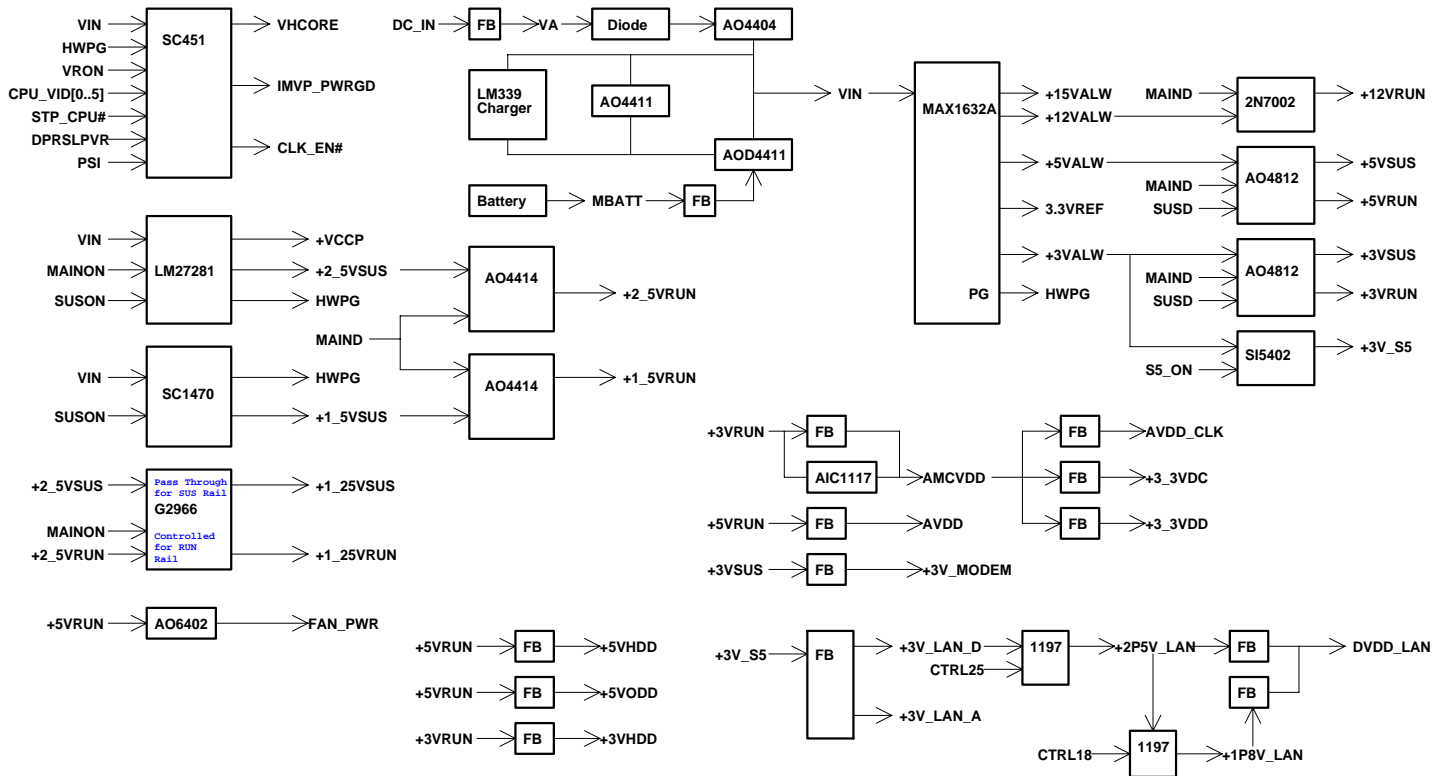 VIN
HWPG
VRON
CPU_VID[0..5]
STP_CPU#
DPRSLPVR
PSI
SC451
VHCORE
IMVP_PWRGD
CLK_EN#
DC_IN
FB
VA
Diode
AO4404
LM339
Charger
AO4411
AOD4411
Battery
MBATT
FB
VIN
MAX1632A
PG
+15VALW
+12VALW
+5VALW
3.3VREF
+3VALW
HWPG
MAIND
2N7002
+12VRUN
MAIND
SUSD
AO4812
+5VSUS
+5VRUN
MAIND
SUSD
AO4812
+3VSUS
+3VRUN
S5_ON
SI5402
+3V_S5
VIN
MAINON
SUSON
LM27281
+VCCP
+2_5VSUS
HWPG
AO4414
+2_5VRUN
MAIND
VIN
SUSON
SC1470
HWPG
+1_5VSUS
AO4414
+1_5VRUN
+2_5VSUS
MAINON
+2_5VRUN
Pass Through
for SUS Rail
G2966
Controlled
for RUN
Rail
+1_25VSUS
+1_25VRUN
+5VRUN
AO6402
FAN_PWR
+3VRUN
FB
AIC1117
AMCVDD
FB
AVDD_CLK
FB
+3_3VDC
FB
+3_3VDD
+5VRUN
FB
AVDD
+3VSUS
FB
+3V_MODEM
+5VRUN
FB
+5VHDD
+5VRUN
FB
+5VODD
+3VRUN
FB
+3VHDD
+3V_S5
FB
+3V_LAN_D
CTRL25
+3V_LAN_A
1197
+2P5V_LAN
FB
DVDD_LAN
FB
CTRL18
1197
+1P8V_LAN